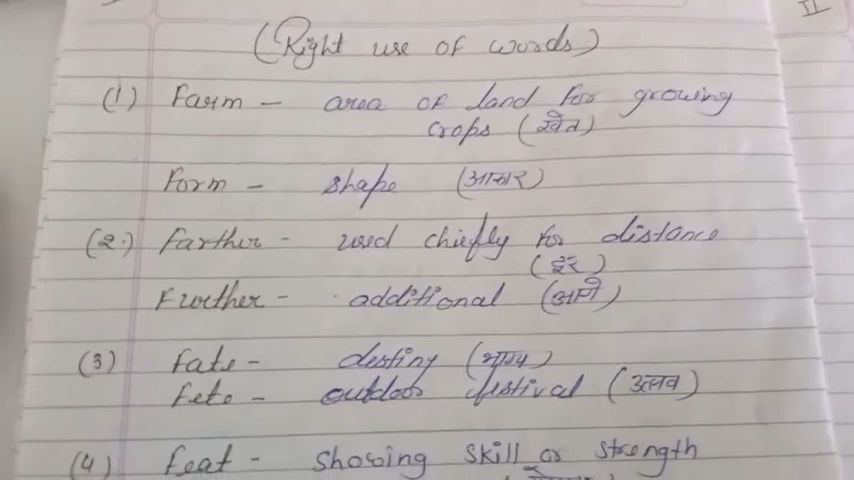 II
(Right use of words)
(1) Farm - area of land for growing
crops (खेत)
Form - shape (आकार)
(2.) Farther - used chiefly for distance
(दूर)
Further - additional (आगे)
(3) Fate - destiny (भाग्य)
Fete - outdoor festival (उत्सव)
(4) Feat - showing skill or strength